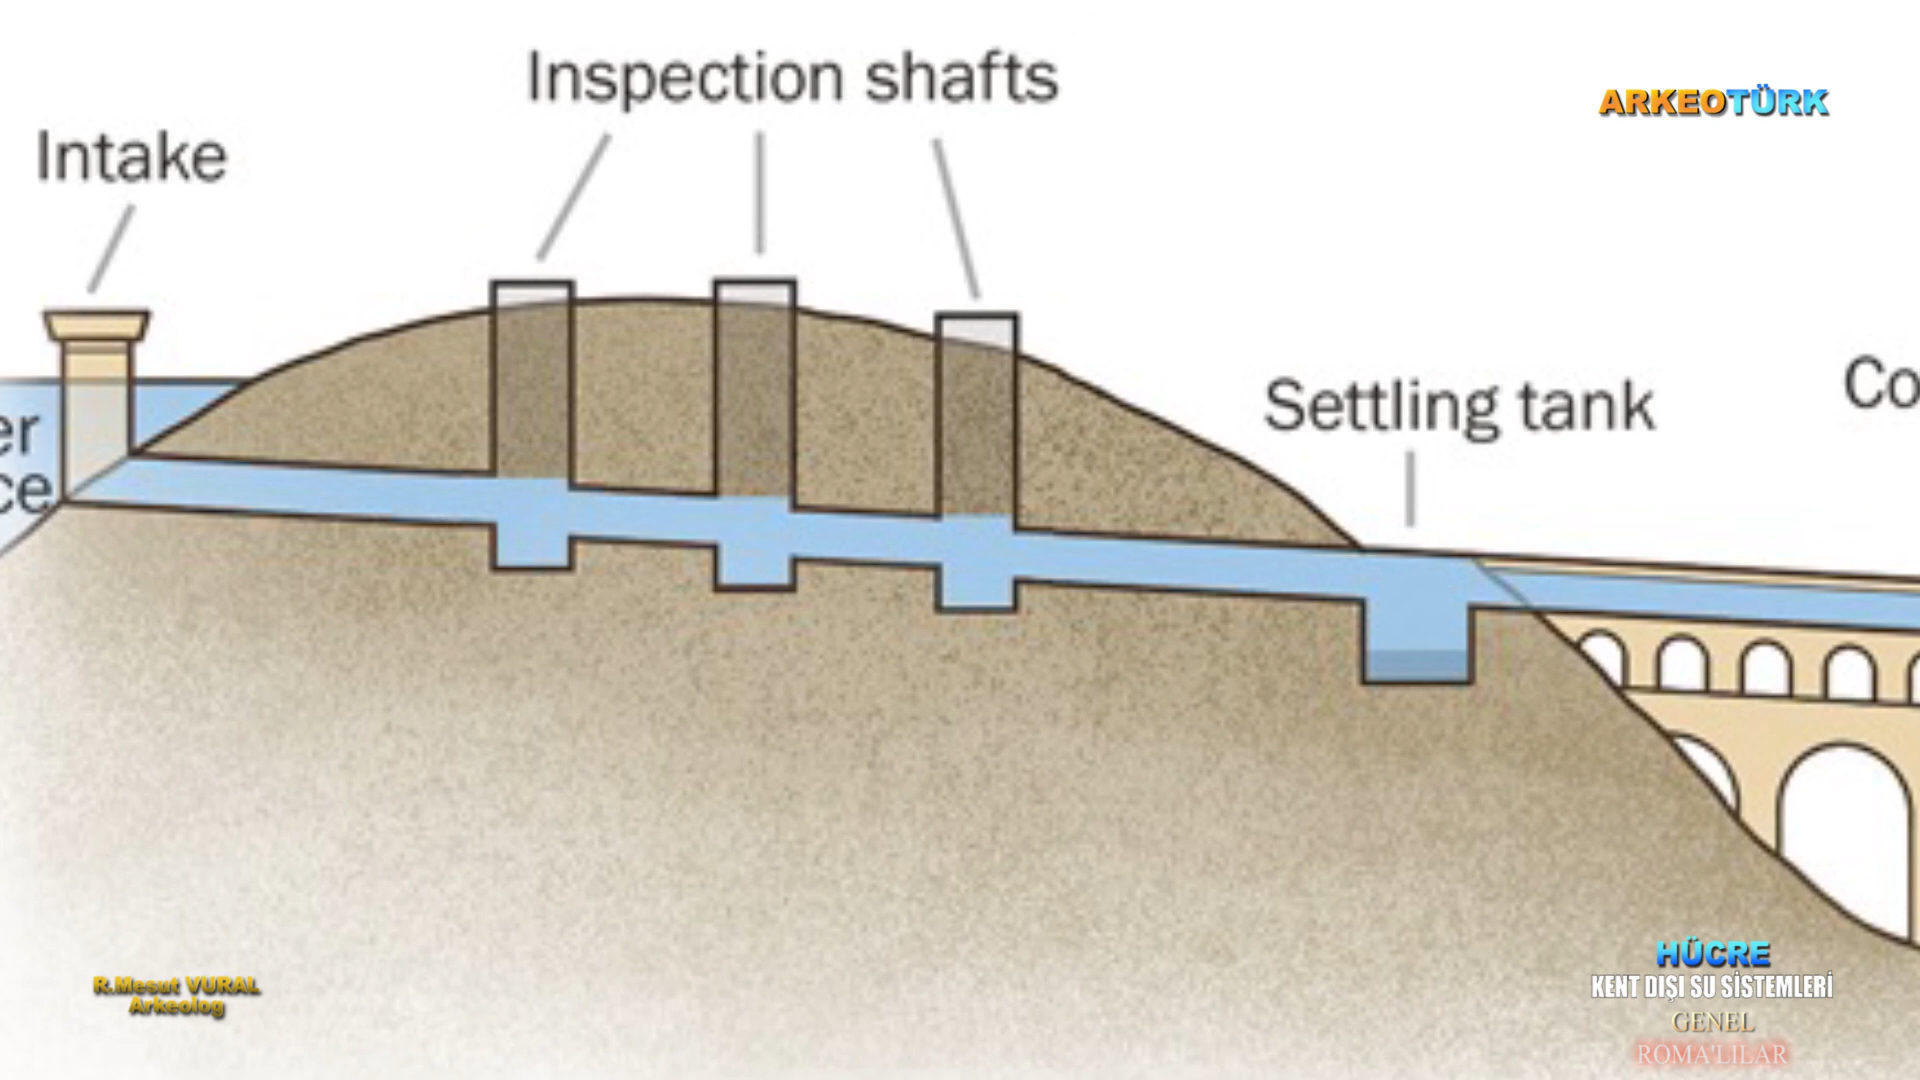 Inspection shafts
ARKEOTÜRK
Intake
Settling tank
Co
er
ce
HÜCRE
R.Mesut VURAL
KENT DIŞI SU SİSTEMLERİ
Arkeolog
GENEL
ROMA'LILAR